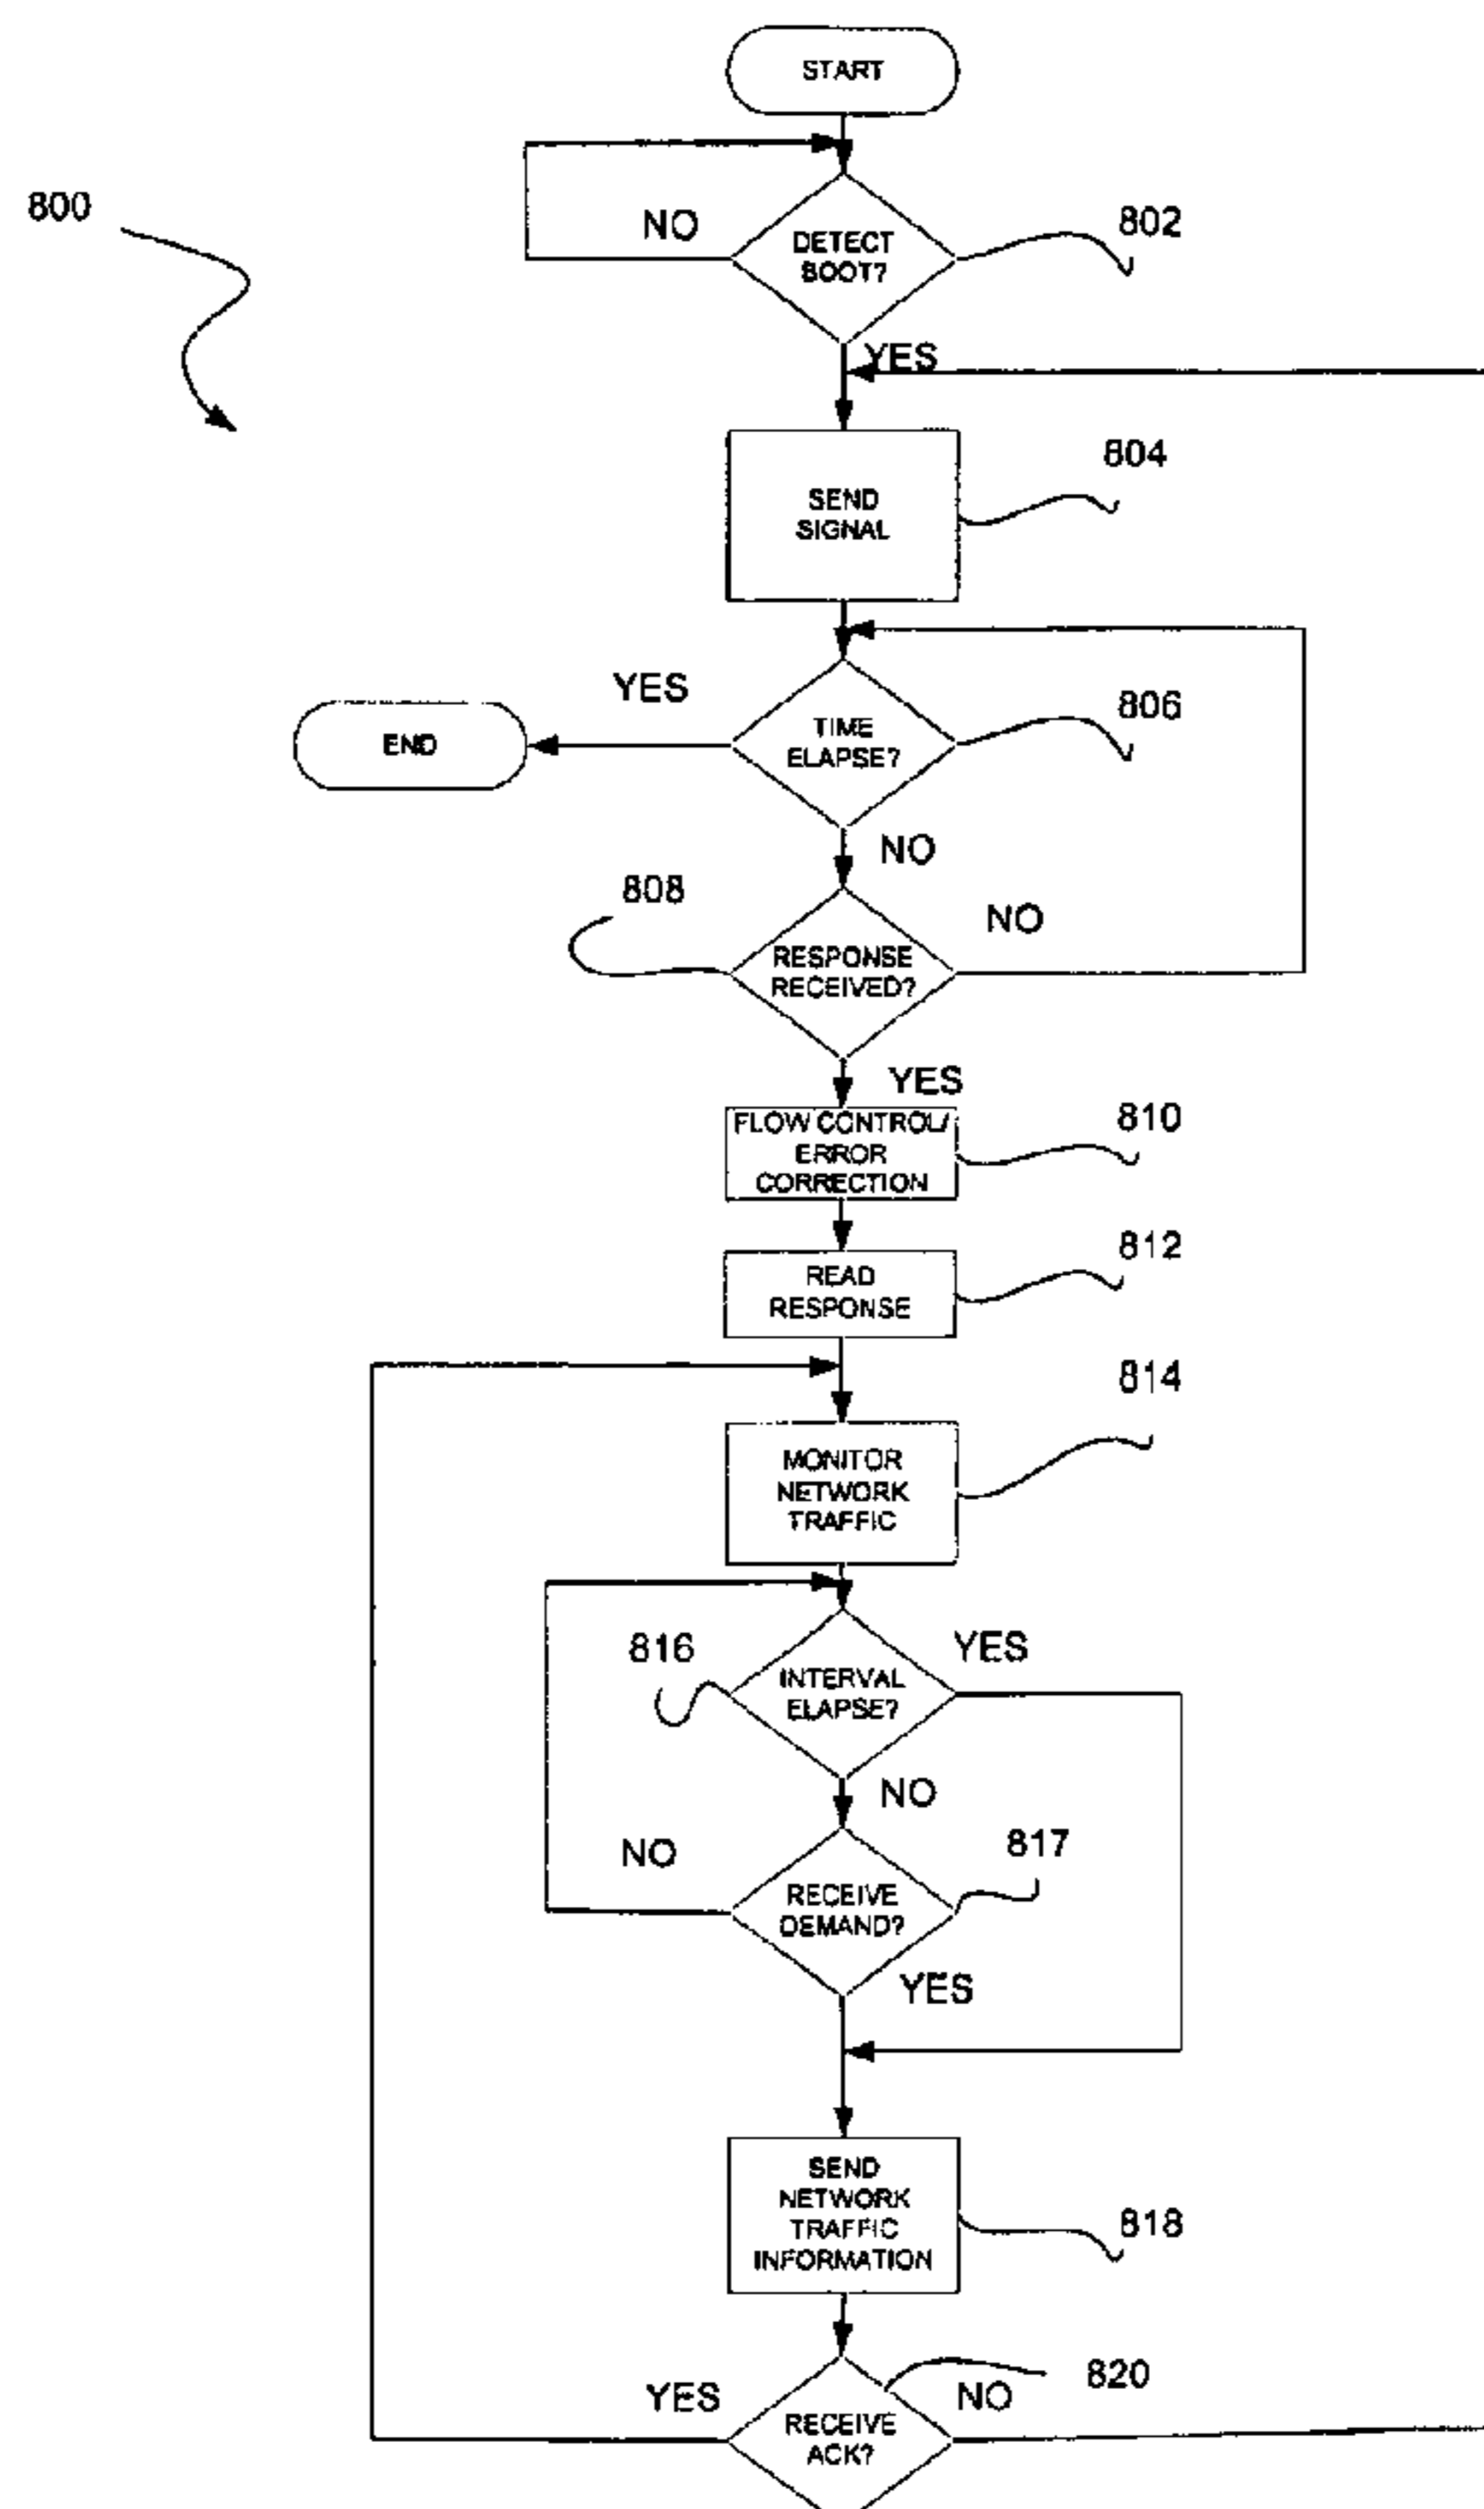 START
800
NO
DETECT
BOOT?
802
YES
SEND
SIGNAL
804
YES
END
TIME
ELAPSE?
806
NO
808
NO
RESPONSE
RECEIVED?
YES
FLOW CONTROL/
ERROR
CORRECTION
810
READ
RESPONSE
812
814
MONITOR
NETWORK
TRAFFIC
816
INTERVAL
ELAPSE?
YES
NO
NO
817
RECEIVE
DEMAND?
YES
SEND
NETWORK
TRAFFIC
INFORMATION
818
820
YES
NO
RECEIVE
ACK?